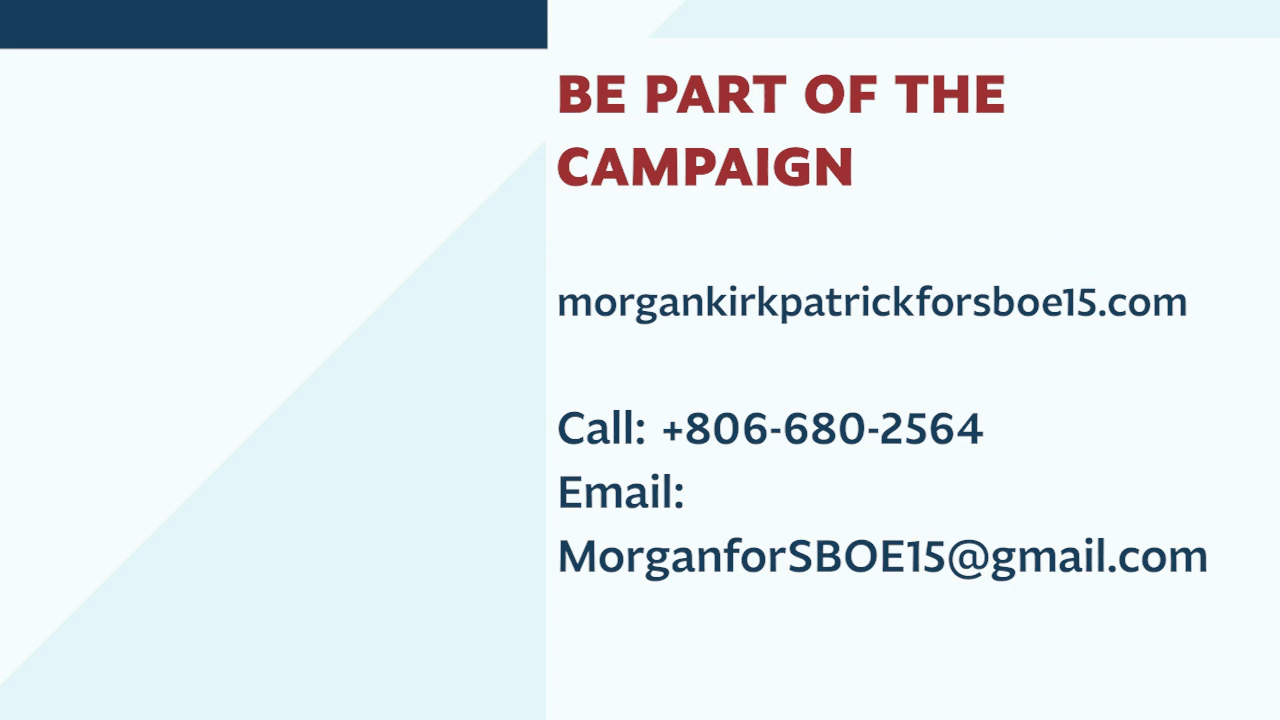 BE PART OF THE
CAMPAIGN
morgankirkpatrickforsboe15.com
Call: +806-680-2564
Email:
MorganforSBOE15@gmail.com